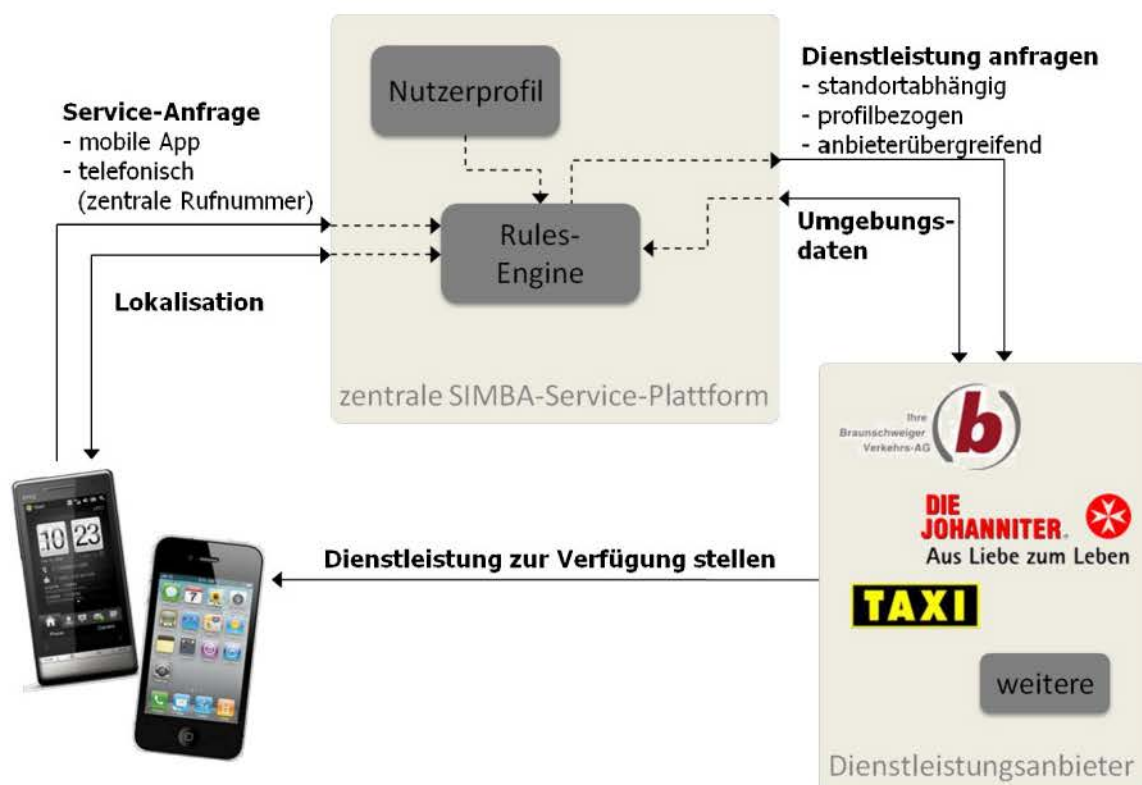 Service-Anfrage
- mobile App
- telefonisch
(zentrale Rufnummer)
Lokalisation
Nutzerprofil
Rules-
Engine
zentrale SIMBA-Service-Plattform
Dienstleistung anfragen
- standortabhängig
- profilbezogen
- anbieterübergreifend
Umgebungs-
daten
Ihre
Braunschweiger
Verkehrs-AG
b
DIE
JOHANNITER
Aus Liebe zum Leben
TAXI
weitere
Dienstleistungsanbieter
Dienstleistung zur Verfügung stellen
10 23
7